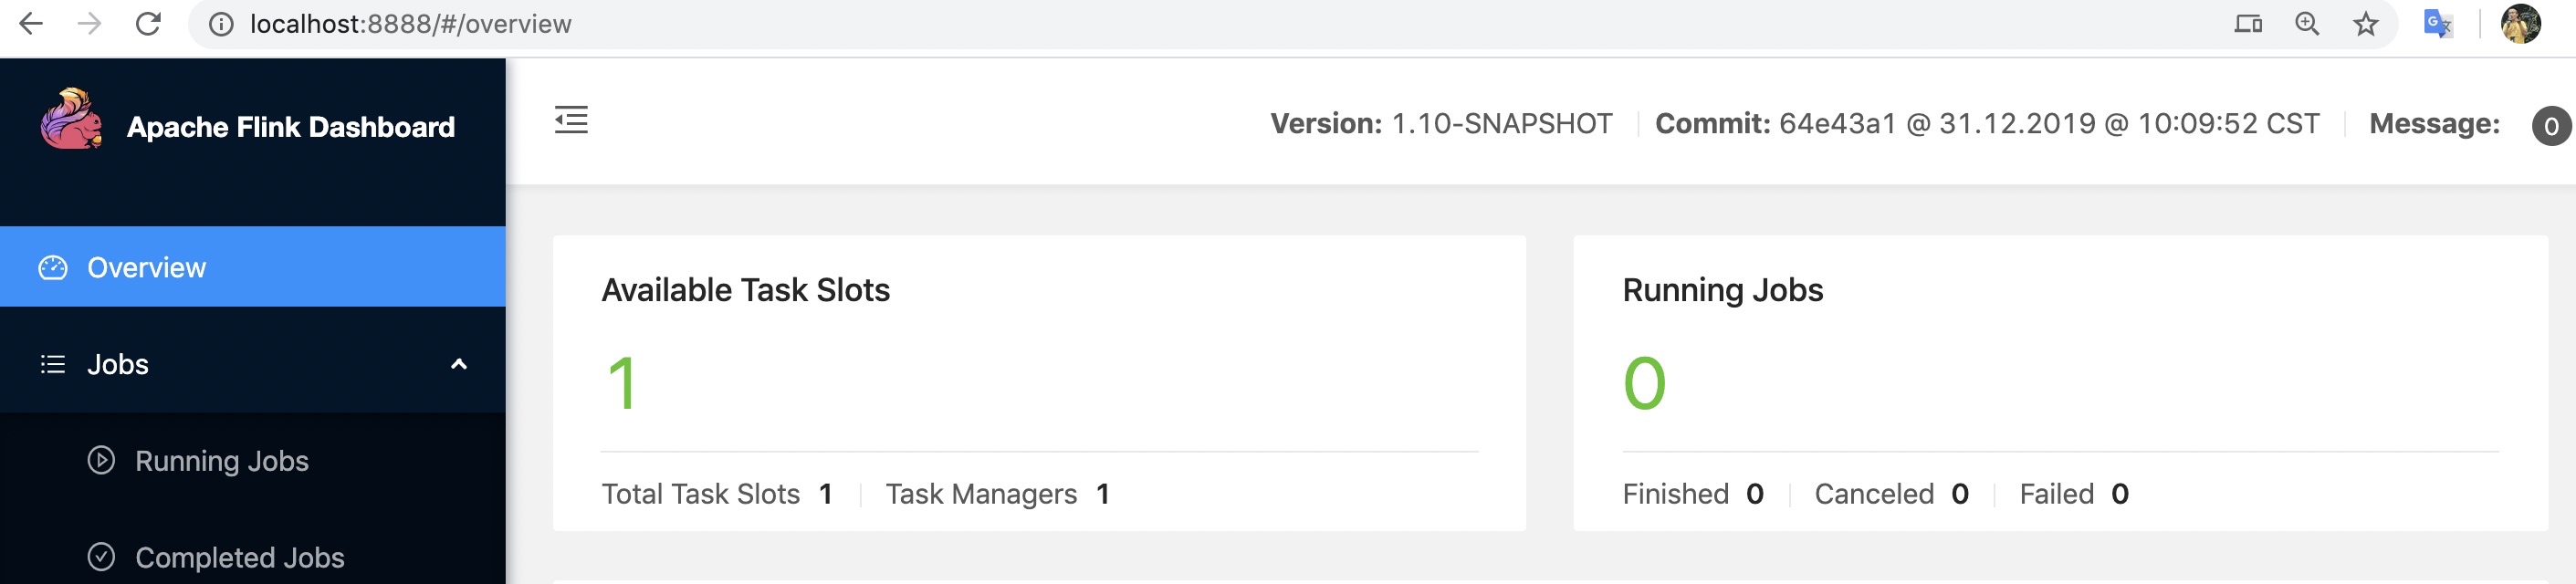 localhost:8888/#/overview
Apache Flink Dashboard
Version: 1.10-SNAPSHOT Commit: 64e43a1 @ 31.12.2019 @ 10:09:52 CST Message: 0
Overview
Jobs
Running Jobs
Completed Jobs
Available Task Slots
1
Total Task Slots 1 Task Managers 1
Running Jobs
0
Finished 0 Canceled 0 Failed 0